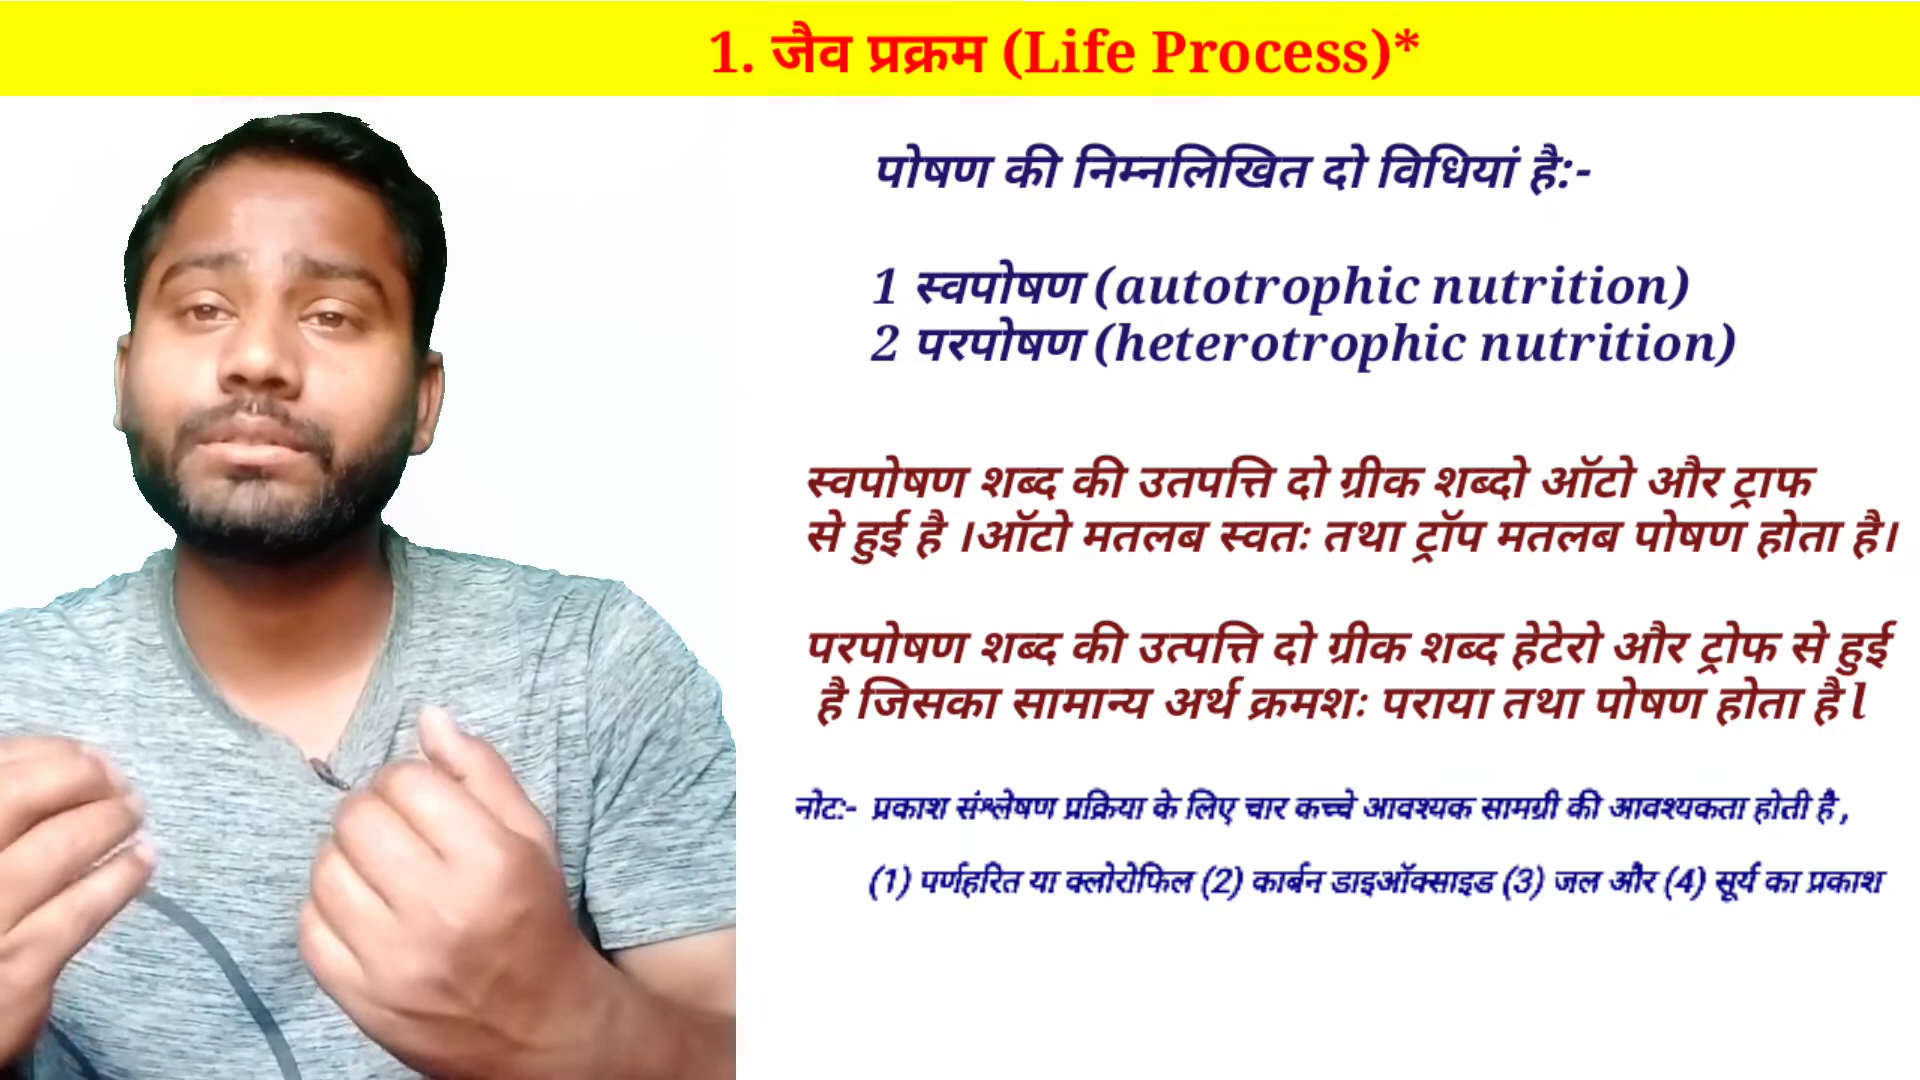 1. जैव प्रक्रम (Life Process)*
पोषण की निम्नलिखित दो विधियां है:-
1 स्वपोषण (autotrophic nutrition)
2 परपोषण (heterotrophic nutrition)
स्वपोषण शब्द की उतपत्ति दो ग्रीक शब्दो ऑटो और ट्राफ
से हुई है ।ऑटो मतलब स्वतः तथा ट्रॉप मतलब पोषण होता है।
परपोषण शब्द की उत्पत्ति दो ग्रीक शब्द हेटेरो और ट्रोफ से हुई
है जिसका सामान्य अर्थ क्रमशः पराया तथा पोषण होता है l
नोट:- प्रकाश संश्लेषण प्रक्रिया के लिए चार कच्चे आवश्यक सामग्री की आवश्यकता होती है ,
(1) पर्णहरित या क्लोरोफिल (2) कार्बन डाइऑक्साइड (3) जल और (4) सूर्य का प्रकाश